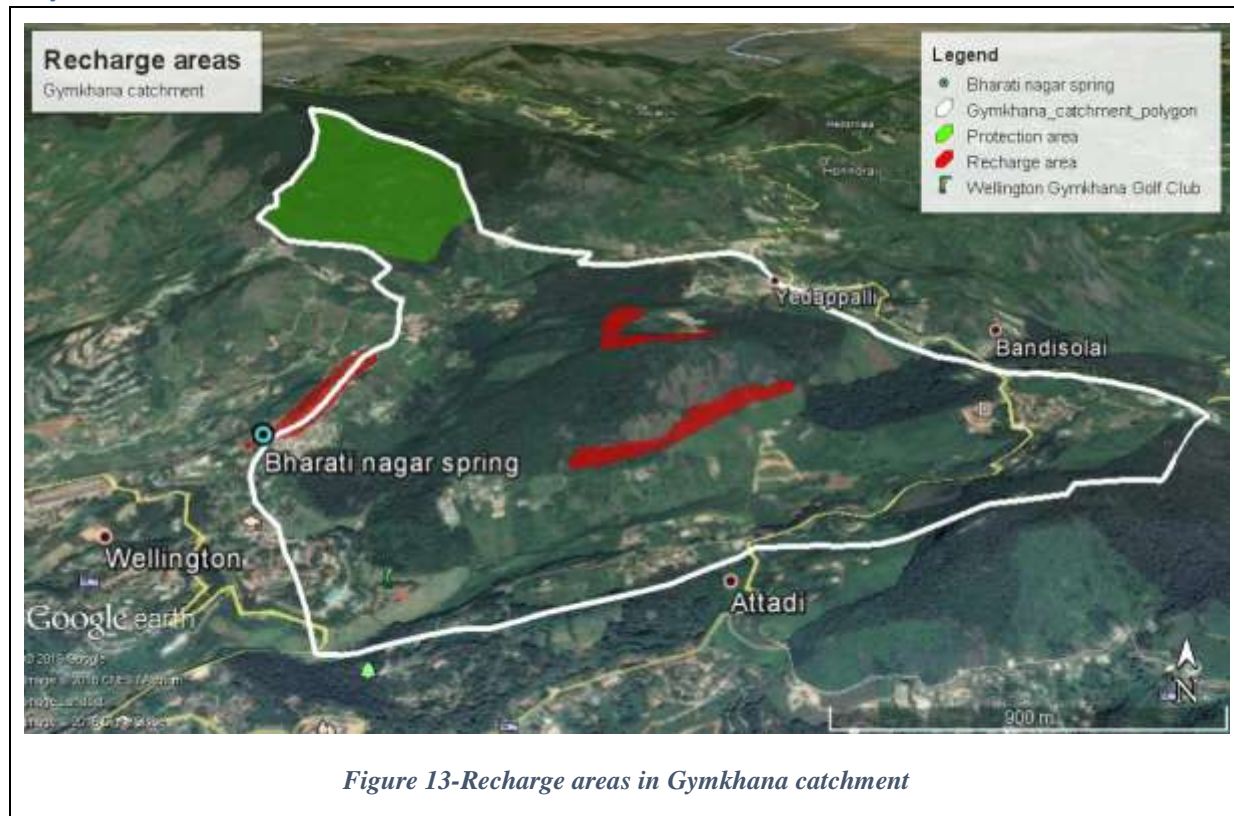 Recharge areas
Gymkhana catchment
Legend
Bharati nagar spring
Gymkhana_catchment_polygon
Protection area
Recharge area
Wellington Gymkhana Golf Club
Yedappalli
Bandisolai
Bharati nagar spring
Wellington
Attadi
Google earth
N
900 m
Figure 13-Recharge areas in Gymkhana catchment